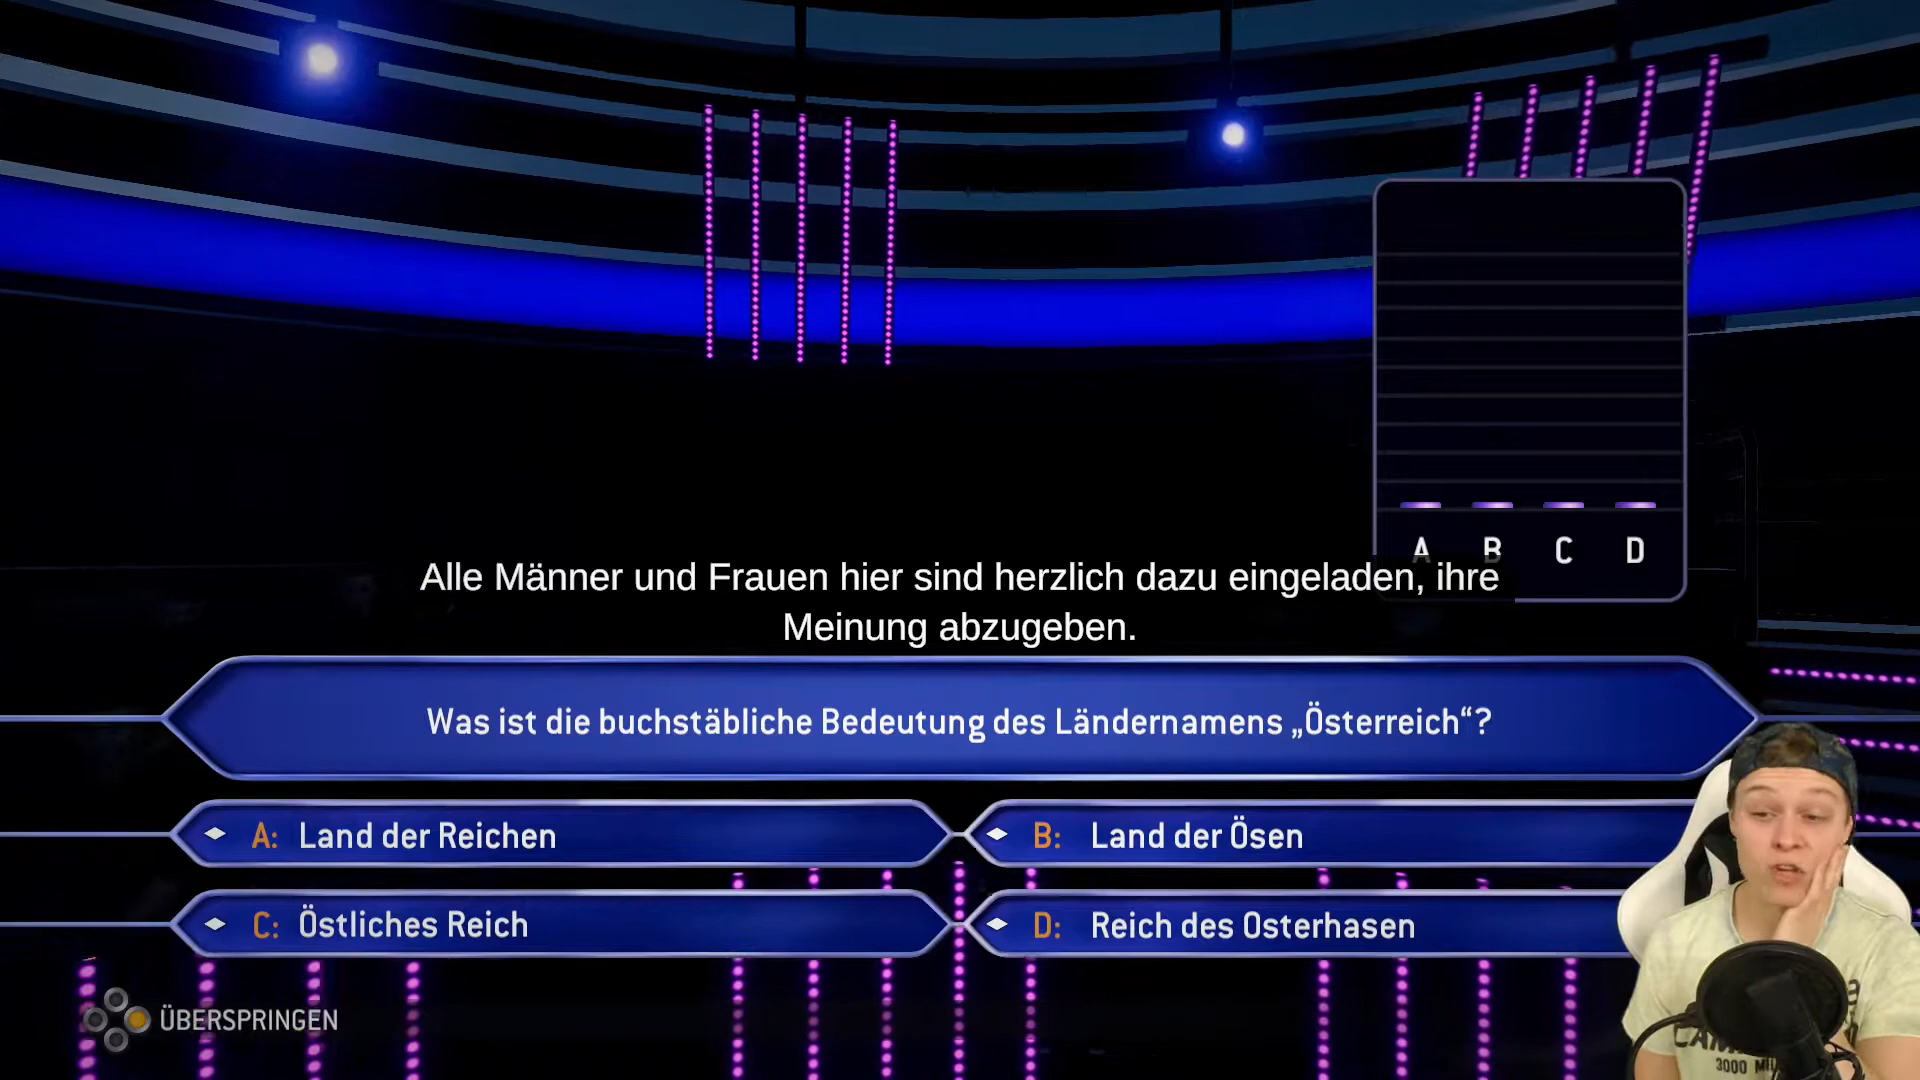 A B C D
Alle Männer und Frauen hier sind herzlich dazu eingeladen, ihre
Meinung abzugeben.
Was ist die buchstäbliche Bedeutung des Ländernamens „Österreich“?
A: Land der Reichen
B: Land der Ösen
C: Östliches Reich
D: Reich des Osterhasen
ÜBERSPRINGEN
3000